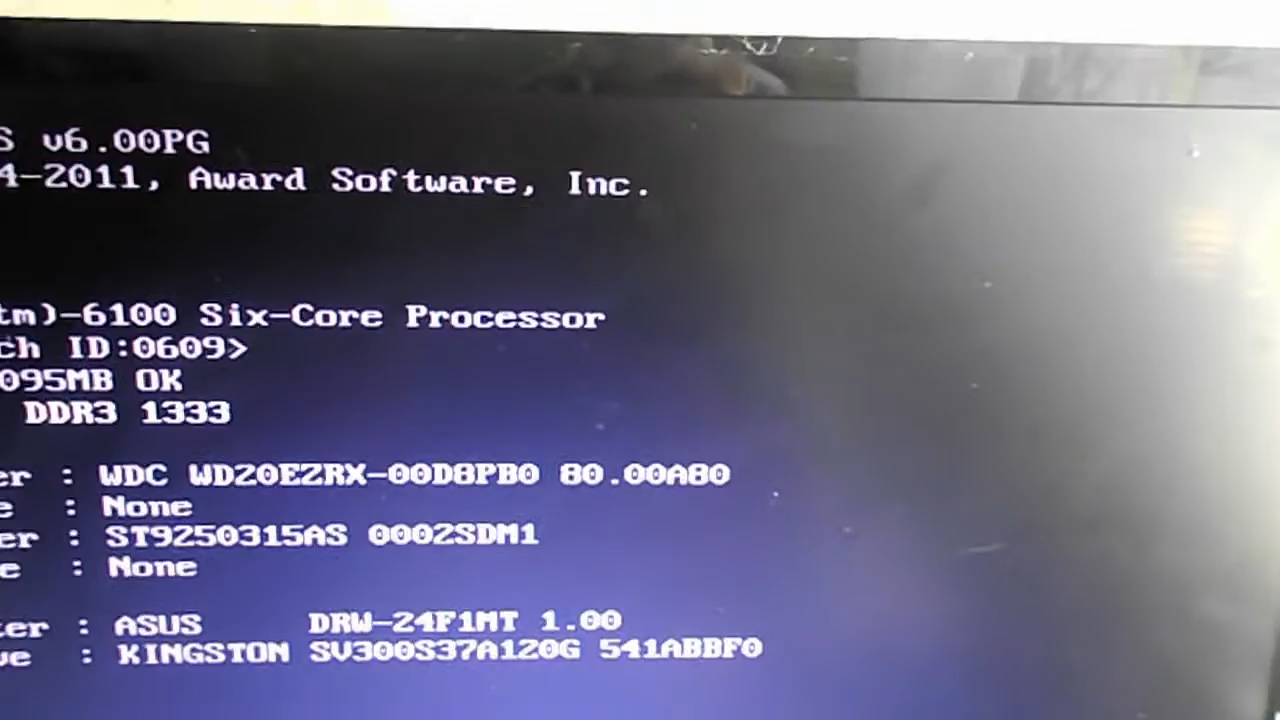 S v6.00PG
4-2011, Award Software, Inc.
tm)-6100 Six-Core Processor
ch ID:0609>
095MB OK
DDR3 1333
er : WDC WD20EZRX-00D8PB0 80.00A80
e : None
er : ST9250315AS 0002SDM1
e : None
ter : ASUS DRW-24F1MT 1.00
ve : KINGSTON SV300S37A120G 541ABBF0